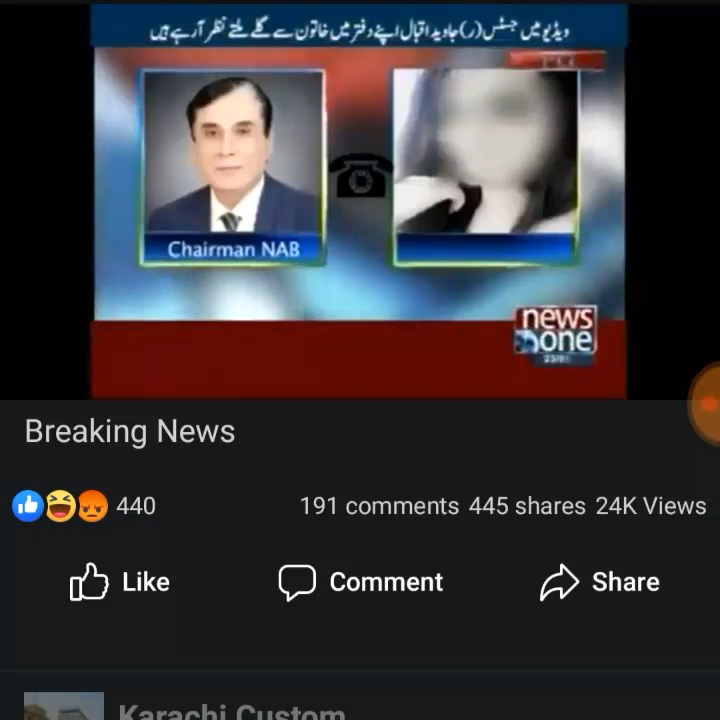 ویڈیو میں جسٹس(ر)جاوید اقبال اپنے دفتر میں خاتون سے گلے ملتے نظر آرہے ہیں
Chairman NAB
news
one
Breaking News
440
191 comments 445 shares 24K Views
Like
Comment
Share
Karachi Custom